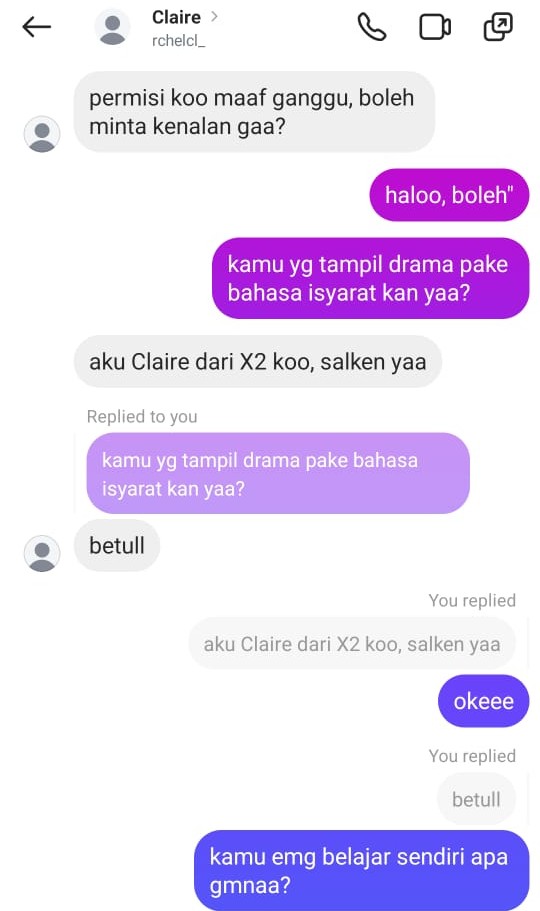 Claire
rchelcl_
permisi koo maaf ganggu, boleh
minta kenalan gaa?
haloo, boleh"
kamu yg tampil drama pake
bahasa isyarat kan yaa?
aku Claire dari X2 koo, salken yaa
Replied to you
kamu yg tampil drama pake bahasa
isyarat kan yaa?
betull
You replied
aku Claire dari X2 koo, salken yaa
okeee
You replied
betull
kamu emg belajar sendiri apa
gmnaa?